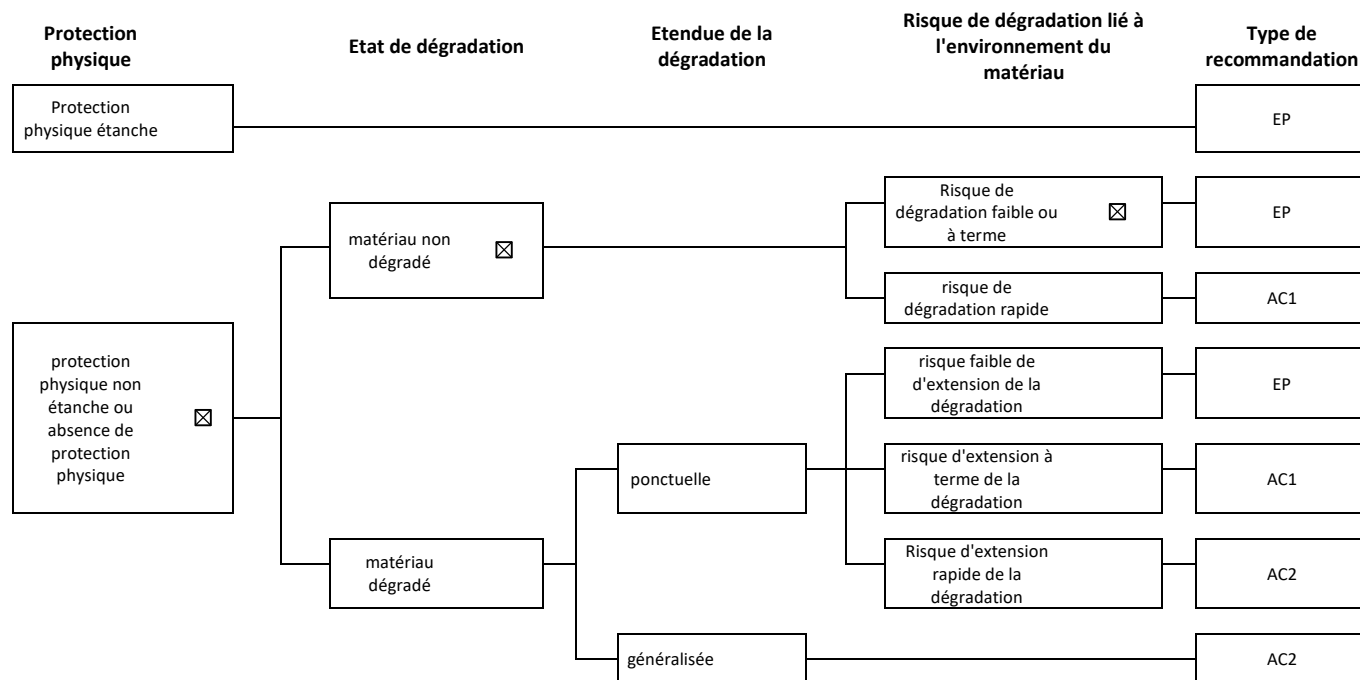 Protection
physique
Etat de dégradation
Etendue de la
dégradation
Risque de dégradation lié à
l'environnement du
matériau
Type de
recommandation
Protection
physique étanche
EP
matériau non
dégradé ☒
Risque de
dégradation faible ou ☒
à terme
EP
risque de
dégradation rapide
AC1
protection
physique non
étanche ou ☒
absence de
protection
physique
risque faible de
d'extension de la
dégradation
EP
ponctuelle
risque d'extension à
terme de la
dégradation
AC1
matériau
dégradé
Risque d'extension
rapide de la
dégradation
AC2
généralisée
AC2